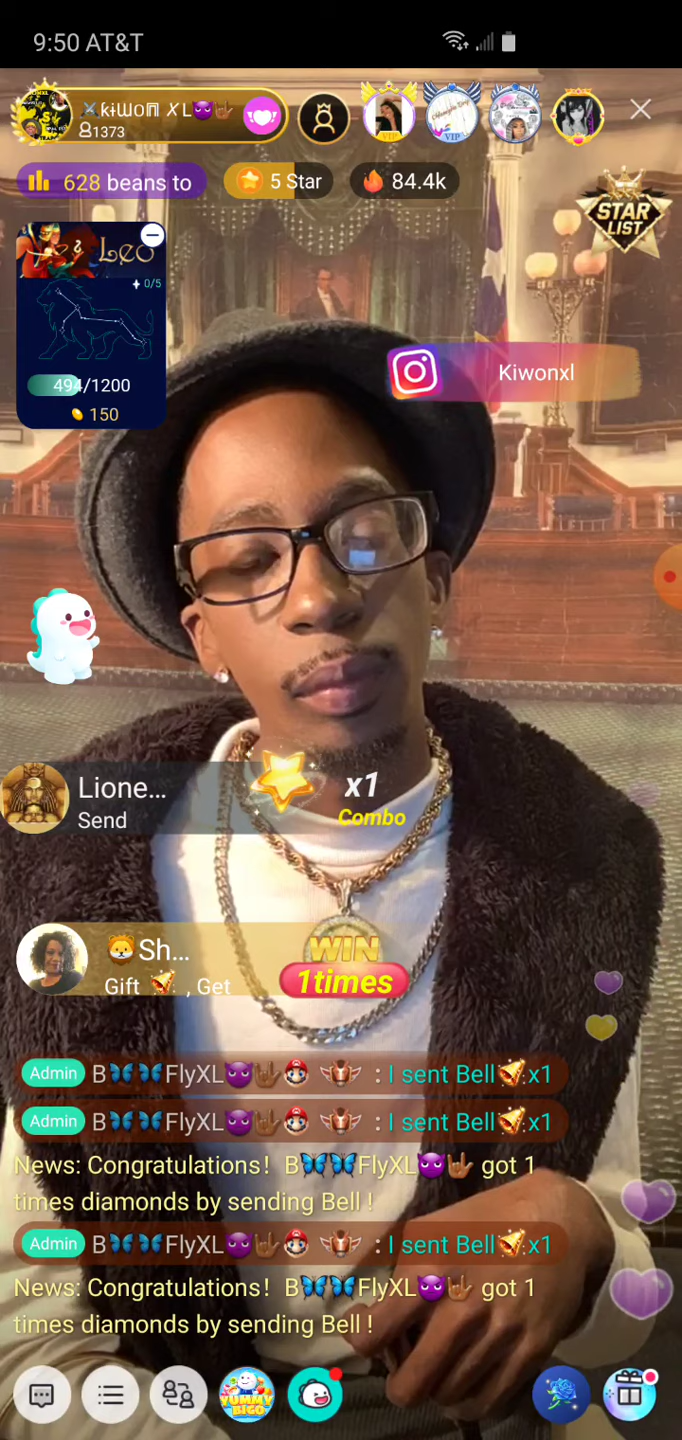 9:50 AT&T
⚔️ƙɨᗯOᑎ ✗L😈🤟🏾
1373
VIP
VIP
628 beans to
5 Star
84.4k
STAR
LIST
Leo
0/5
494/1200
150
Kiwonxl
Lione...
Send
x1
Combo
🦁Sh...
Gift , Get
WIN
1times
Admin B🦋🦋FlyXL😈🤟🏾 : I sent Bell x1
Admin B🦋🦋FlyXL😈🤟🏾 : I sent Bell x1
News: Congratulations! B🦋🦋FlyXL😈🤟🏾 got 1
times diamonds by sending Bell !
Admin B🦋🦋FlyXL😈🤟🏾 : I sent Bell x1
News: Congratulations! B🦋🦋FlyXL😈🤟🏾 got 1
times diamonds by sending Bell !
YUMMY
BIGO